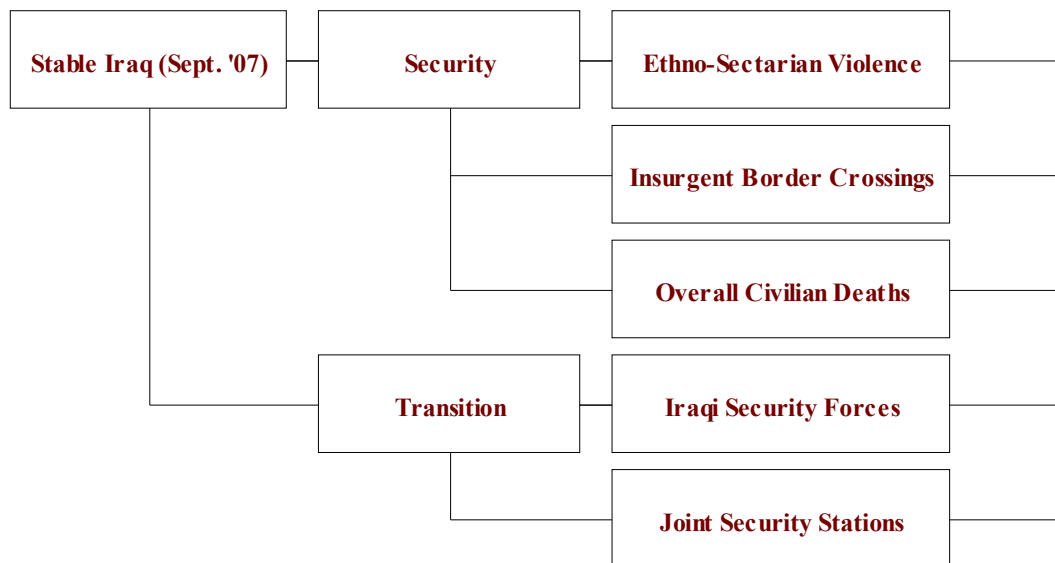 Stable Iraq (Sept. '07)
Security
Ethno-Sectarian Violence
Insurgent Border Crossings
Overall Civilian Deaths
Transition
Iraqi Security Forces
Joint Security Stations